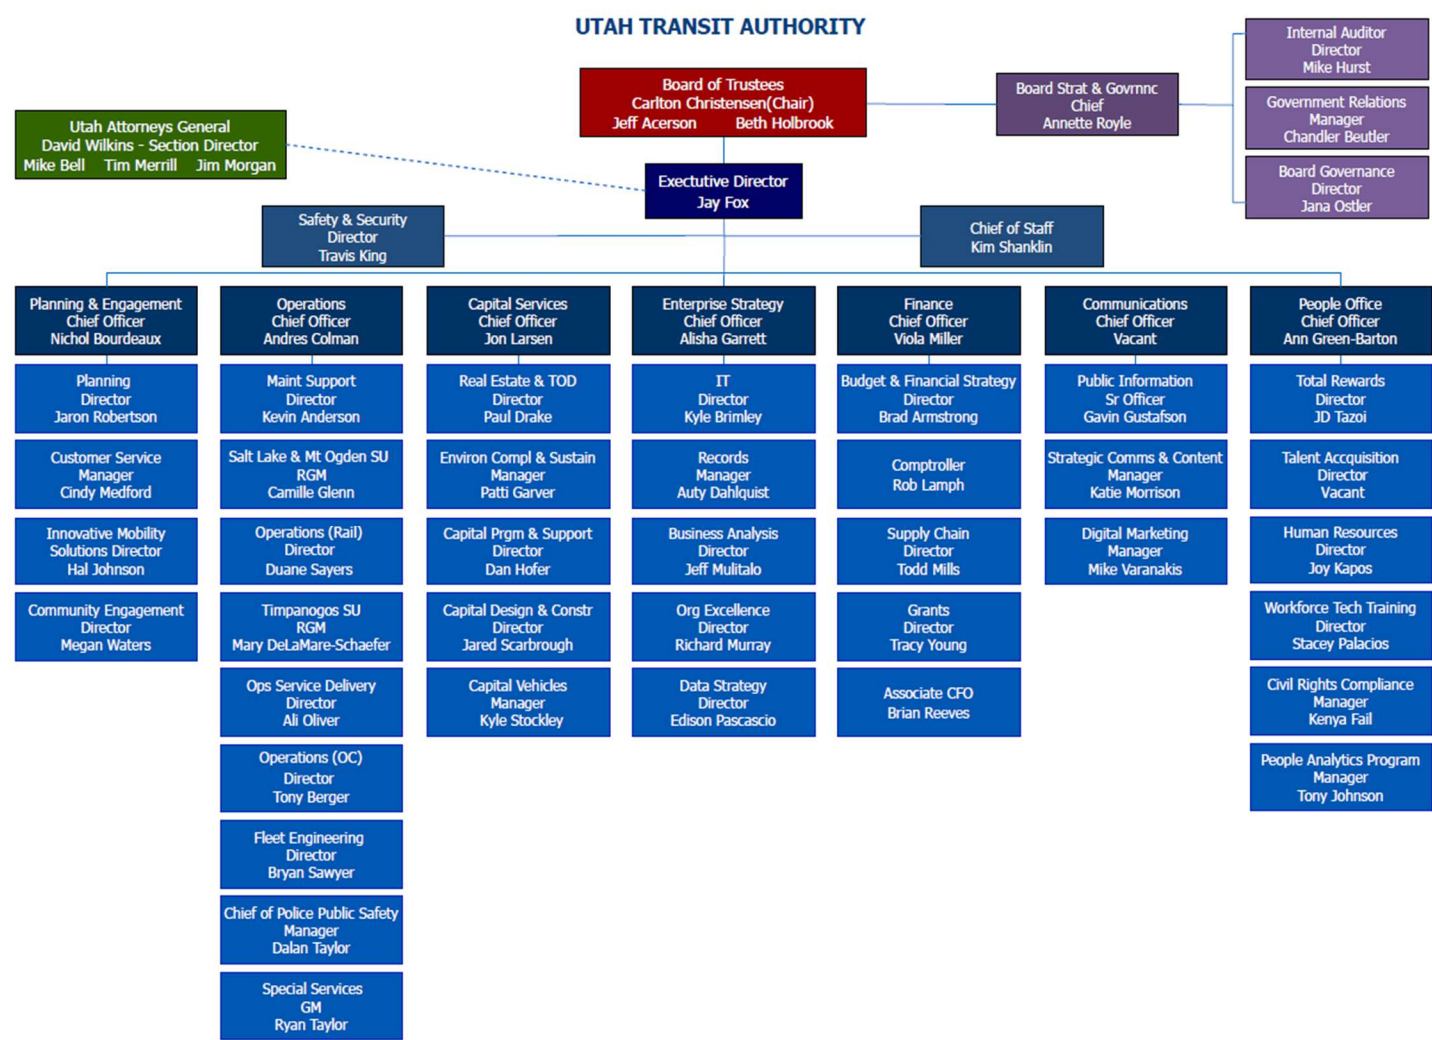 UTAH TRANSIT AUTHORITY
Board of Trustees
Carlton Christensen(Chair)
Jeff Acerson Beth Holbrook
Board Strat & Govrnnc
Chief
Annette Royle
Internal Auditor
Director
Mike Hurst
Government Relations
Manager
Chandler Beutler
Board Governance
Director
Jana Ostler
Utah Attorneys General
David Wilkins - Section Director
Mike Bell Tim Merrill Jim Morgan
Exectutive Director
Jay Fox
Safety & Security
Director
Travis King
Chief of Staff
Kim Shanklin
Planning & Engagement
Chief Officer
Nichol Bourdeaux
Planning
Director
Jaron Robertson
Customer Service
Manager
Cindy Medford
Innovative Mobility
Solutions Director
Hal Johnson
Community Engagement
Director
Megan Waters
Operations
Chief Officer
Andres Colman
Maint Support
Director
Kevin Anderson
Salt Lake & Mt Ogden SU
RGM
Camille Glenn
Operations (Rail)
Director
Duane Sayers
Timpanogos SU
RGM
Mary DeLaMare-Schaefer
Ops Service Delivery
Director
Ali Oliver
Operations (OC)
Director
Tony Berger
Fleet Engineering
Director
Bryan Sawyer
Chief of Police Public Safety
Manager
Dalan Taylor
Special Services
GM
Ryan Taylor
Capital Services
Chief Officer
Jon Larsen
Real Estate & TOD
Director
Paul Drake
Environ Compl & Sustain
Manager
Patti Garver
Capital Prgm & Support
Director
Dan Hofer
Capital Design & Constr
Director
Jared Scarbrough
Capital Vehicles
Manager
Kyle Stockley
Enterprise Strategy
Chief Officer
Alisha Garrett
IT
Director
Kyle Brimley
Records
Manager
Auty Dahlquist
Business Analysis
Director
Jeff Mulitalo
Org Excellence
Director
Richard Murray
Data Strategy
Director
Edison Pascascio
Finance
Chief Officer
Viola Miller
Budget & Financial Strategy
Director
Brad Armstrong
Comptroller
Rob Lamph
Supply Chain
Director
Todd Mills
Grants
Director
Tracy Young
Associate CFO
Brian Reeves
Communications
Chief Officer
Vacant
Public Information
Sr Officer
Gavin Gustafson
Strategic Comms & Content
Manager
Katie Morrison
Digital Marketing
Manager
Mike Varanakis
People Office
Chief Officer
Ann Green-Barton
Total Rewards
Director
JD Tazoi
Talent Accquisition
Director
Vacant
Human Resources
Director
Joy Kapos
Workforce Tech Training
Director
Stacey Palacios
Civil Rights Compliance
Manager
Kenya Fail
People Analytics Program
Manager
Tony Johnson